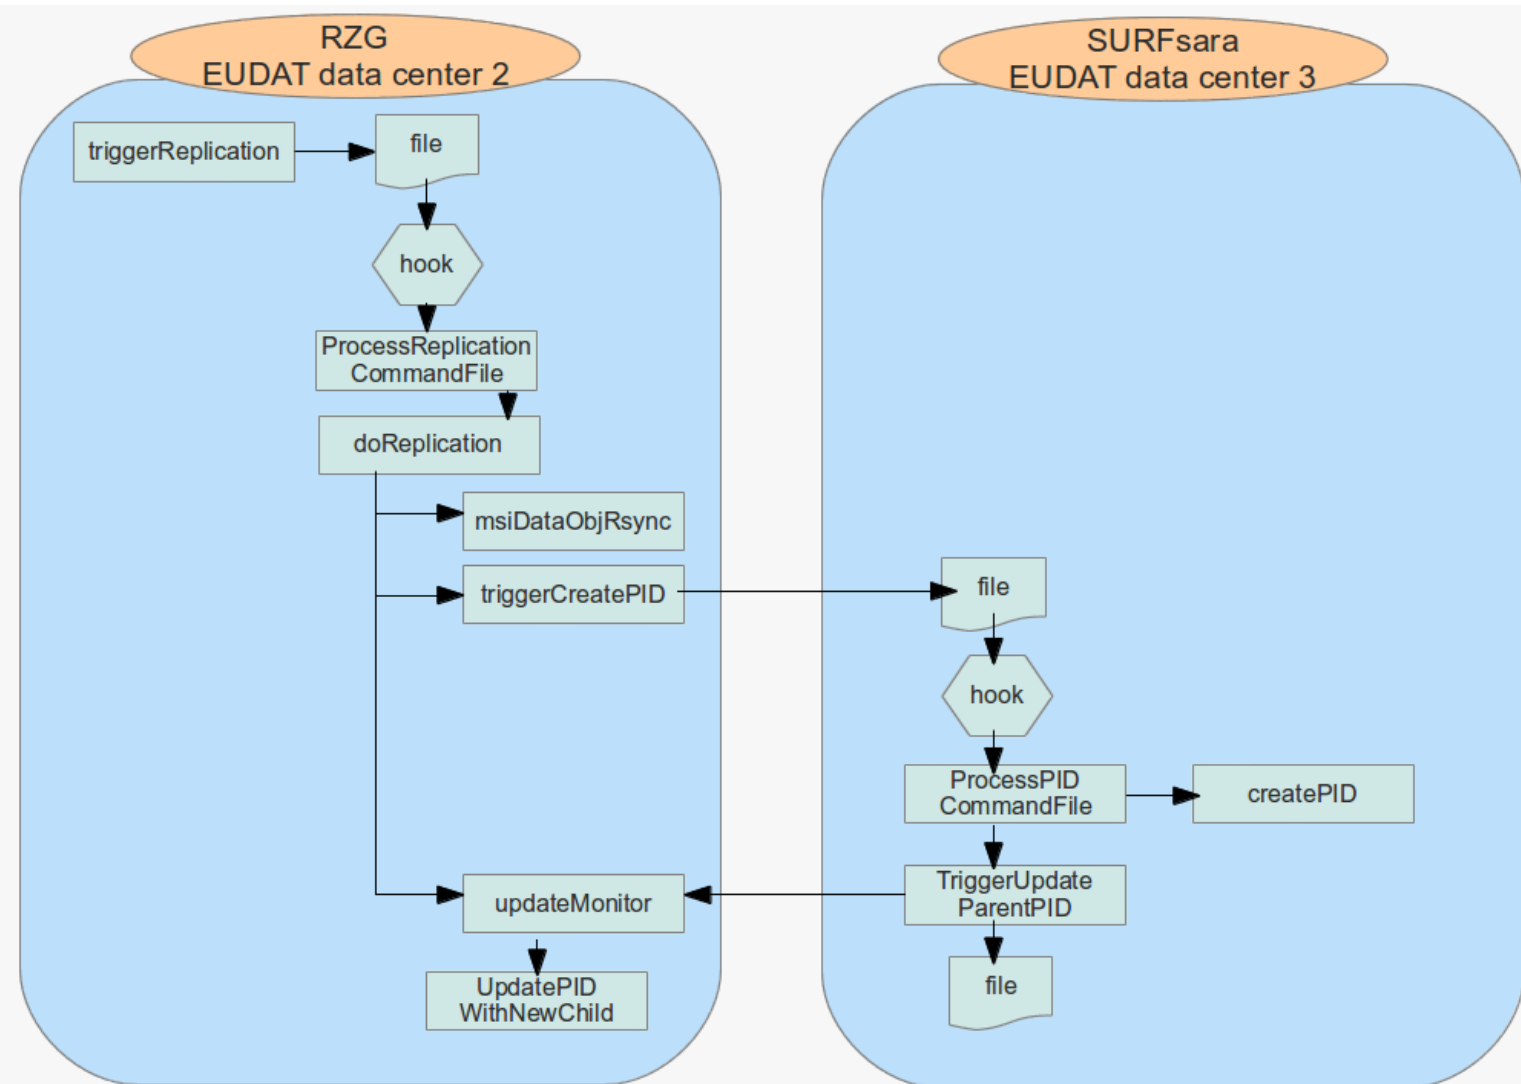 RZG
EUDAT data center 2
triggerReplication
file
hook
ProcessReplication
CommandFile
doReplication
msiDataObjRsync
triggerCreatePID
updateMonitor
UpdatePID
WithNewChild
SURFsara
EUDAT data center 3
file
hook
ProcessPID
CommandFile
createPID
TriggerUpdate
ParentPID
file